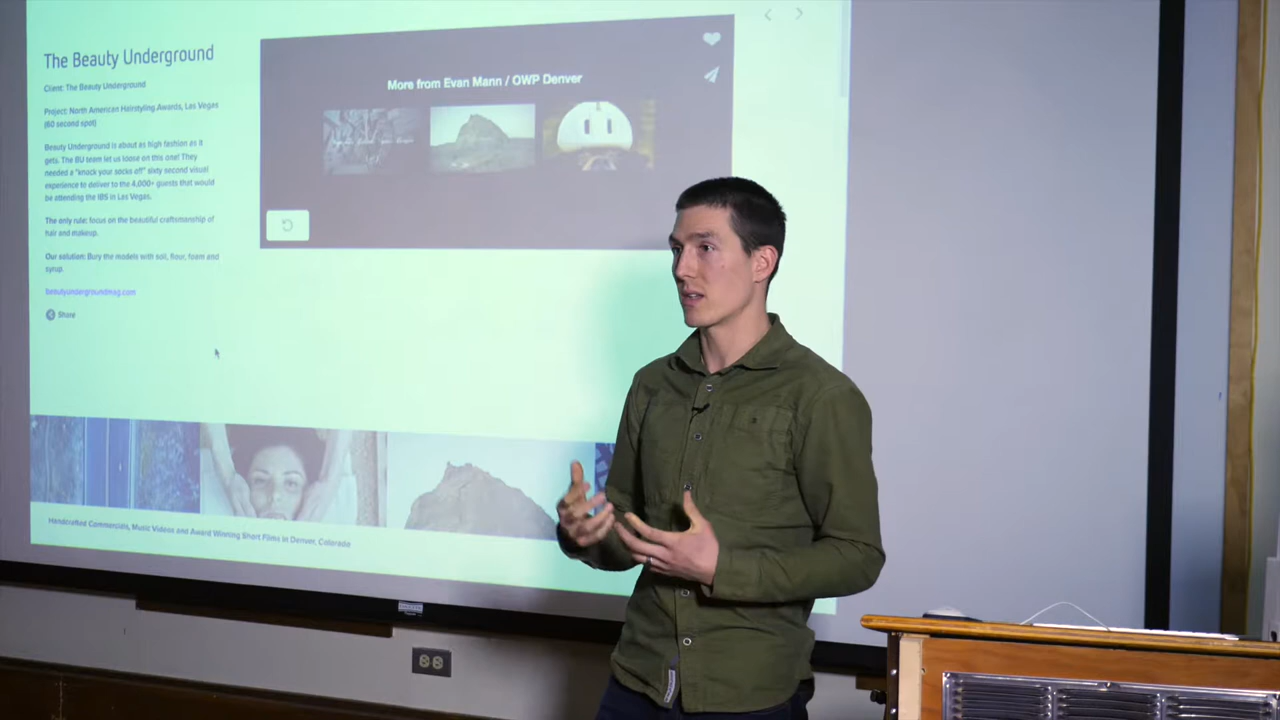 The Beauty Underground
Client: The Beauty Underground
Project: North American Hairstyling Awards, Las Vegas
(60 second spot)
Beauty Underground is about as high fashion as it
gets. The BU team let us loose on this one! They
needed a "knock your socks off" sixty second visual
experience to deliver to the 4,000+ guests that would
be attending the IBS in Las Vegas.
The only rule: focus on the beautiful craftsmanship of
hair and makeup.
Our solution: Bury the models with soil, flour, foam and
syrup.
beautyundergroundmag.com
Share
More from Evan Mann / OWP Denver
Handcrafted Commercials, Music Videos and Award Winning Short Films in Denver, Colorado